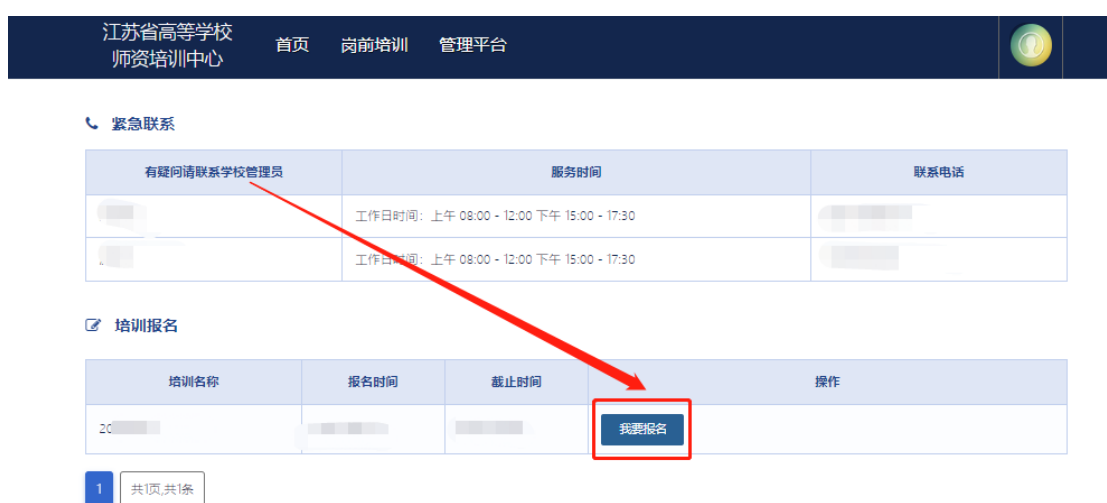 江苏省高等学校
师资培训中心
首页 岗前培训 管理平台
紧急联系
有疑问请联系学校管理员 服务时间 联系电话
工作日时间：上午 08:00 - 12:00 下午 15:00 - 17:30
工作日时间：上午 08:00 - 12:00 下午 15:00 - 17:30
培训报名
培训名称 报名时间 截止时间 操作
20 我要报名
1 共1页,共1条